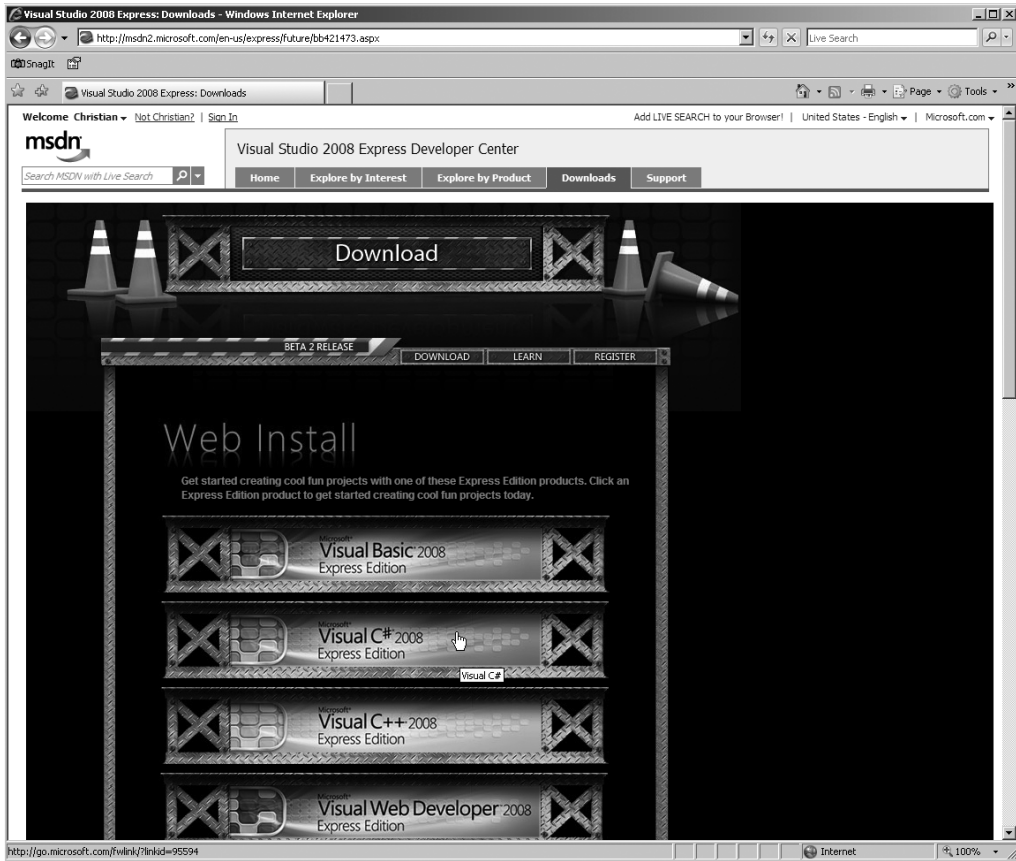 Visual Studio 2008 Express: Downloads - Windows Internet Explorer
http://msdn2.microsoft.com/en-us/express/future/bb421473.aspx
Live Search
SnagIt
Visual Studio 2008 Express: Downloads
Page
Tools
Welcome Christian Not Christian? | Sign In
Add LIVE SEARCH to your Browser! | United States - English | Microsoft.com
msdn
Visual Studio 2008 Express Developer Center
Search MSDN with Live Search
Home Explore by Interest Explore by Product Downloads Support
Download
BETA 2 RELEASE
DOWNLOAD LEARN REGISTER
Web Install
Get started creating cool fun projects with one of these Express Edition products. Click an
Express Edition product to get started creating cool fun projects today.
Microsoft
Visual Basic 2008
Express Edition
Microsoft
Visual C# 2008
Express Edition
Visual C#
Microsoft
Visual C++ 2008
Express Edition
Microsoft
Visual Web Developer 2008
Express Edition
http://go.microsoft.com/fwlink/?linkid=95594
Internet
100%